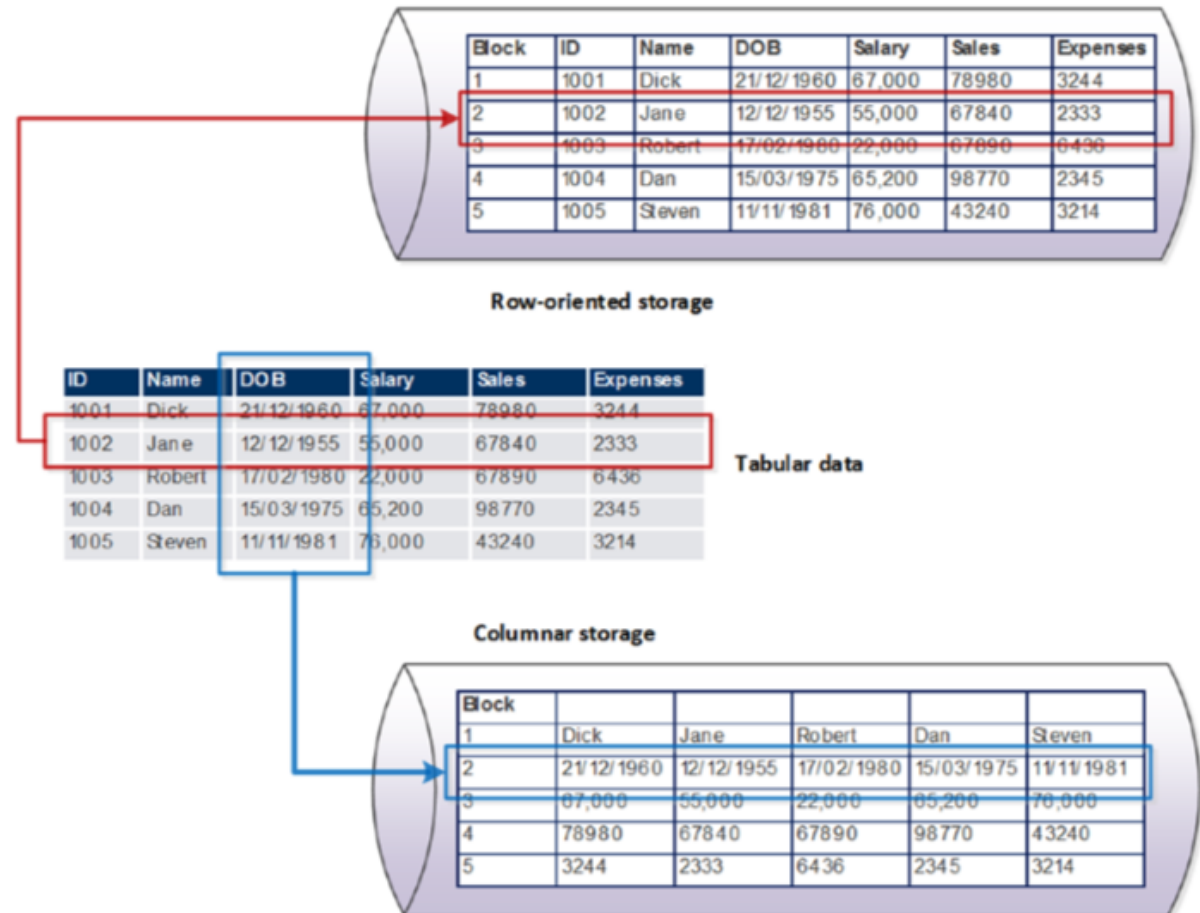 Block ID Name DOB Salary Sales Expenses
1 1001 Dick 21/12/1960 67,000 78980 3244
2 1002 Jane 12/12/1955 55,000 67840 2333
3 1003 Robert 17/02/1980 22,000 67890 6436
4 1004 Dan 15/03/1975 65,200 98770 2345
5 1005 Steven 11/11/1981 76,000 43240 3214
Row-oriented storage
ID Name DOB Salary Sales Expenses
1001 Dick 21/12/1960 67,000 78980 3244
1002 Jane 12/12/1955 55,000 67840 2333
1003 Robert 17/02/1980 22,000 67890 6436
1004 Dan 15/03/1975 65,200 98770 2345
1005 Steven 11/11/1981 76,000 43240 3214
Tabular data
Columnar storage
Block
1 Dick Jane Robert Dan Steven
2 21/12/1960 12/12/1955 17/02/1980 15/03/1975 11/11/1981
3 67,000 55,000 22,000 65,200 76,000
4 78980 67840 67890 98770 43240
5 3244 2333 6436 2345 3214